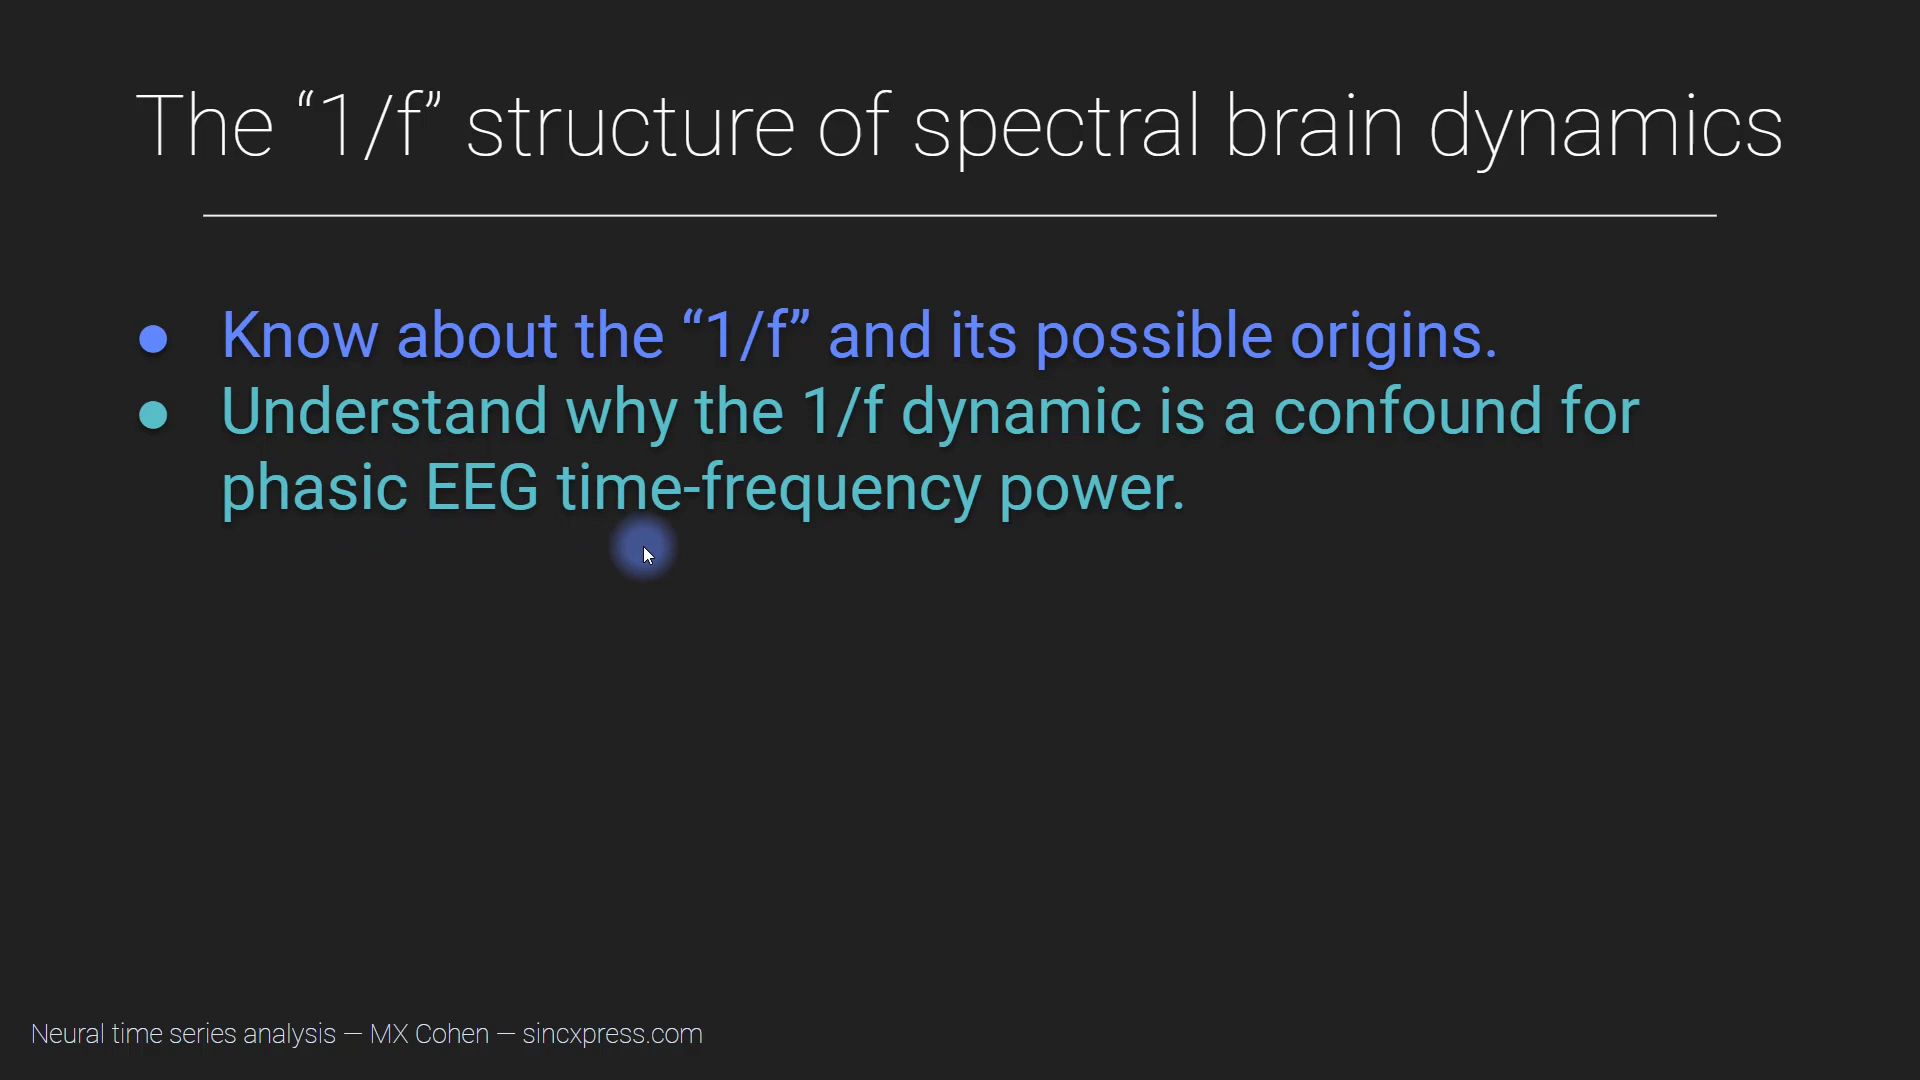 The “1/f” structure of spectral brain dynamics
● Know about the “1/f” and its possible origins.
● Understand why the 1/f dynamic is a confound for
phasic EEG time-frequency power.
Neural time series analysis — MX Cohen — sincxpress.com